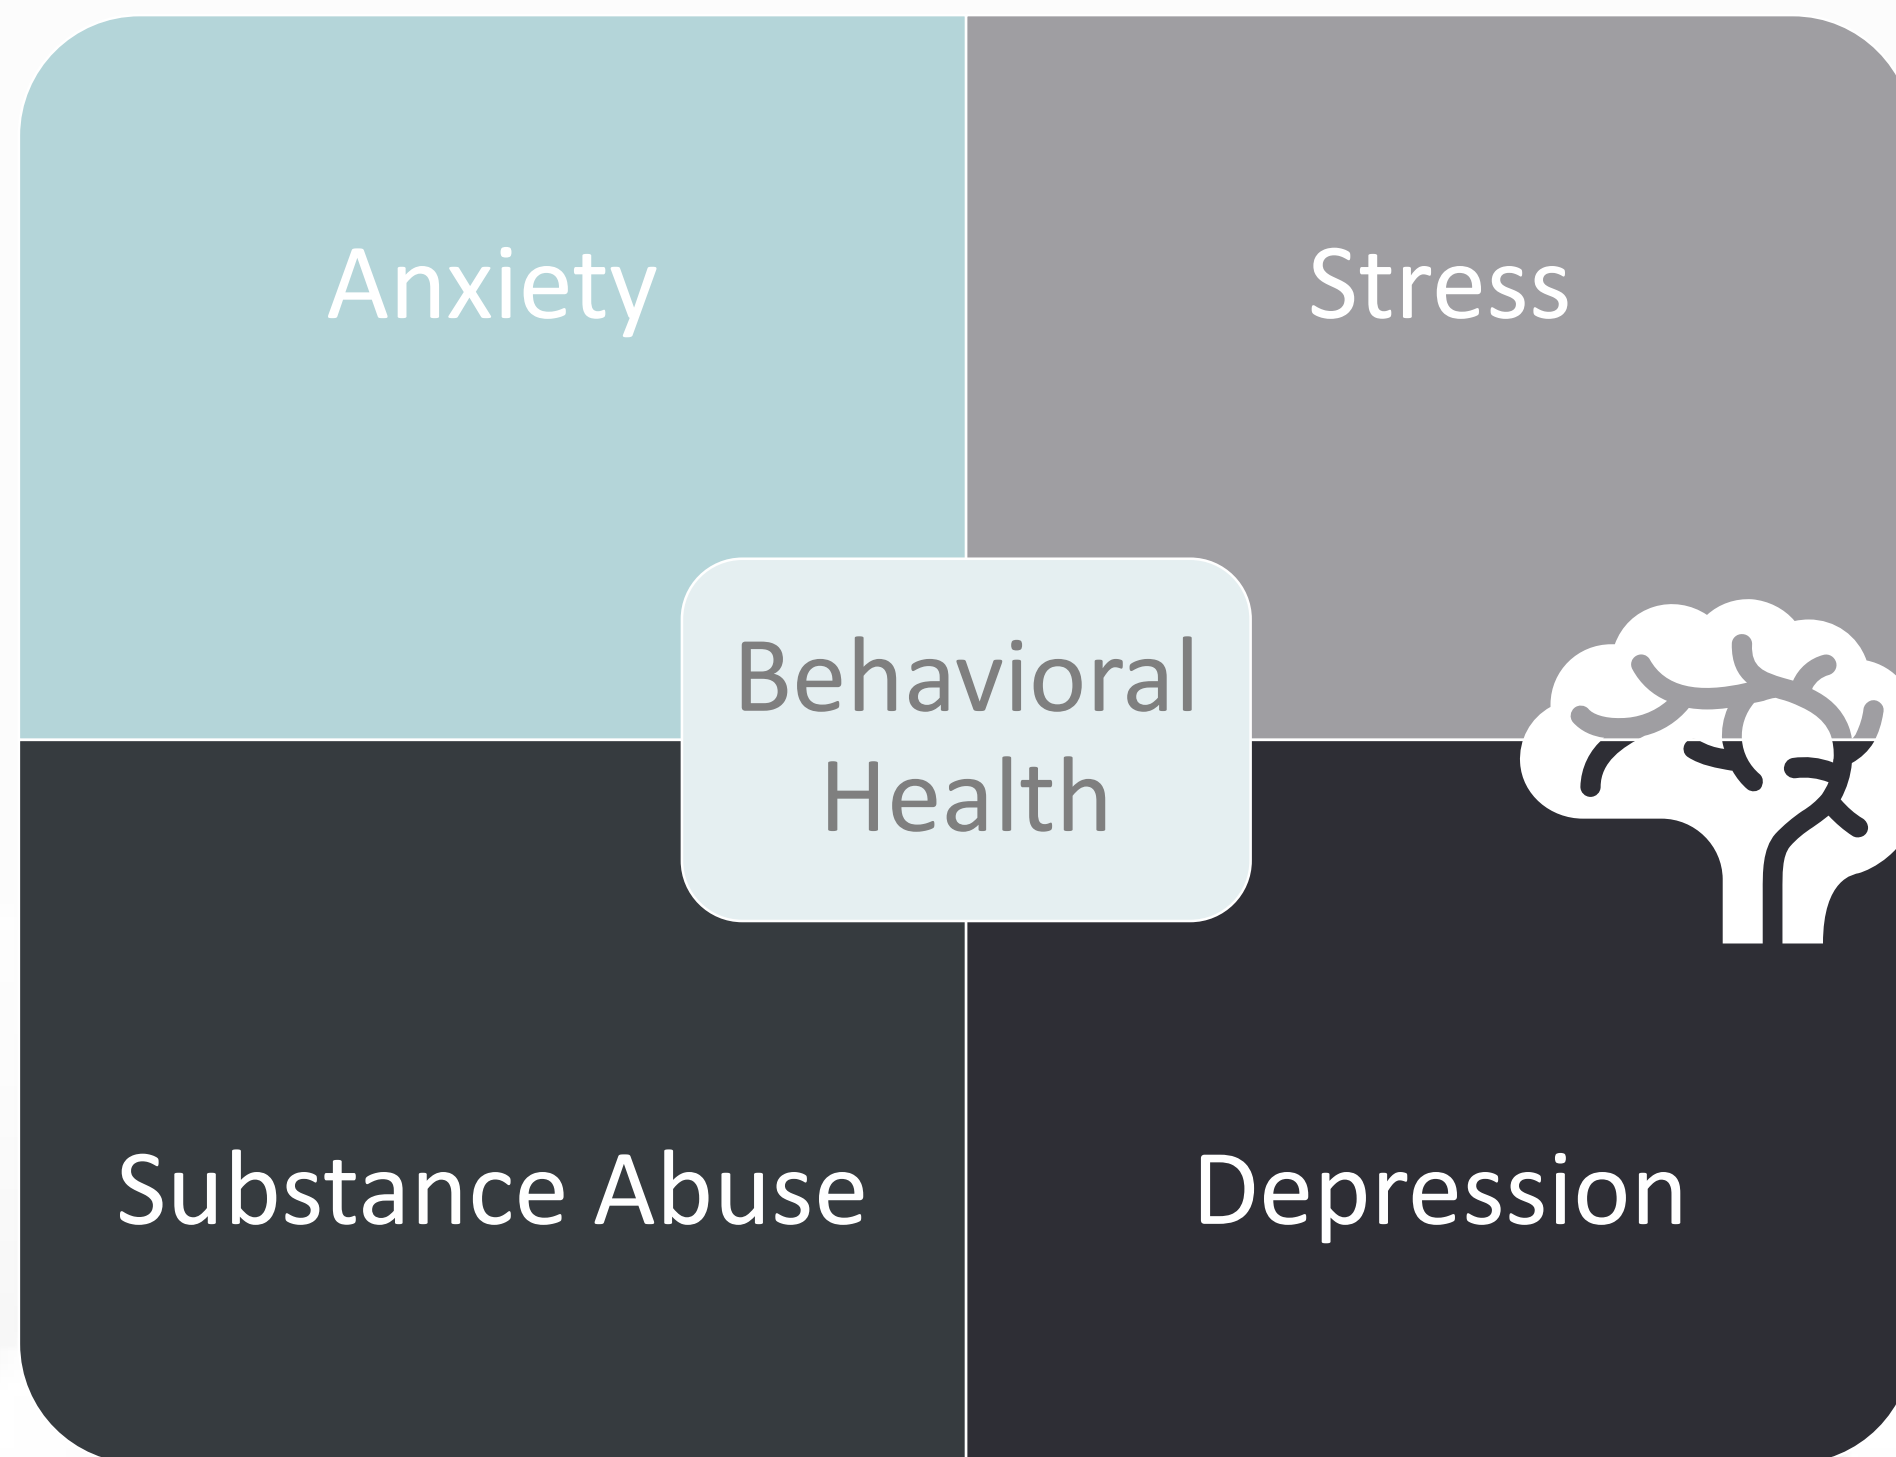 Anxiety
Stress
Behavioral
Health
Substance Abuse
Depression